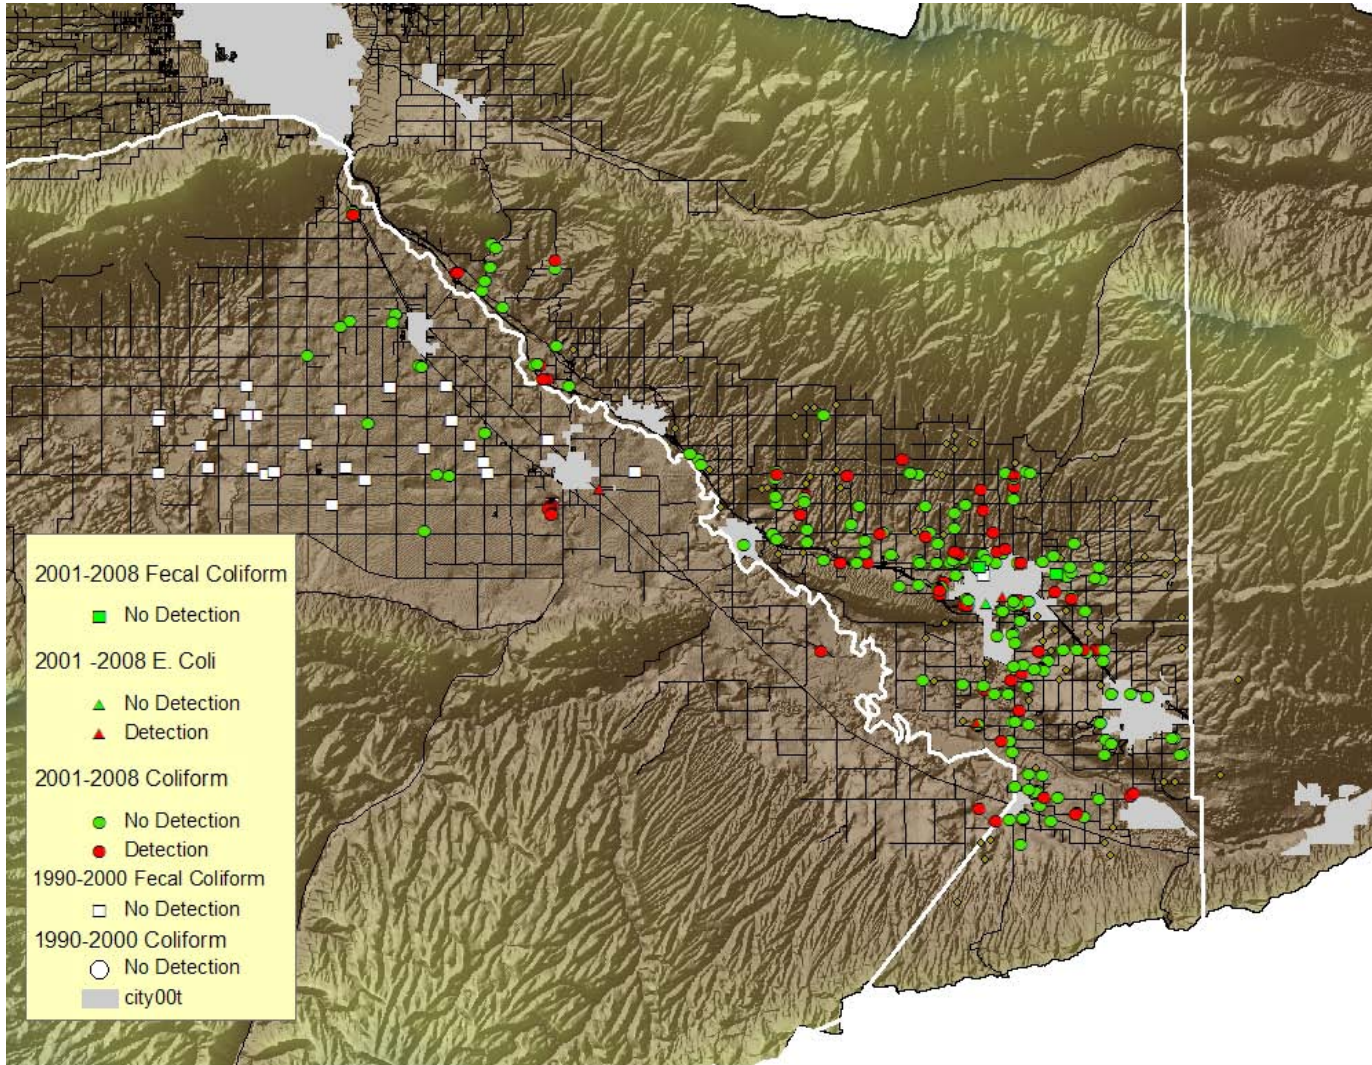 2001-2008 Fecal Coliform
No Detection
2001 -2008 E. Coli
No Detection
Detection
2001-2008 Coliform
No Detection
Detection
1990-2000 Fecal Coliform
No Detection
1990-2000 Coliform
No Detection
city00t